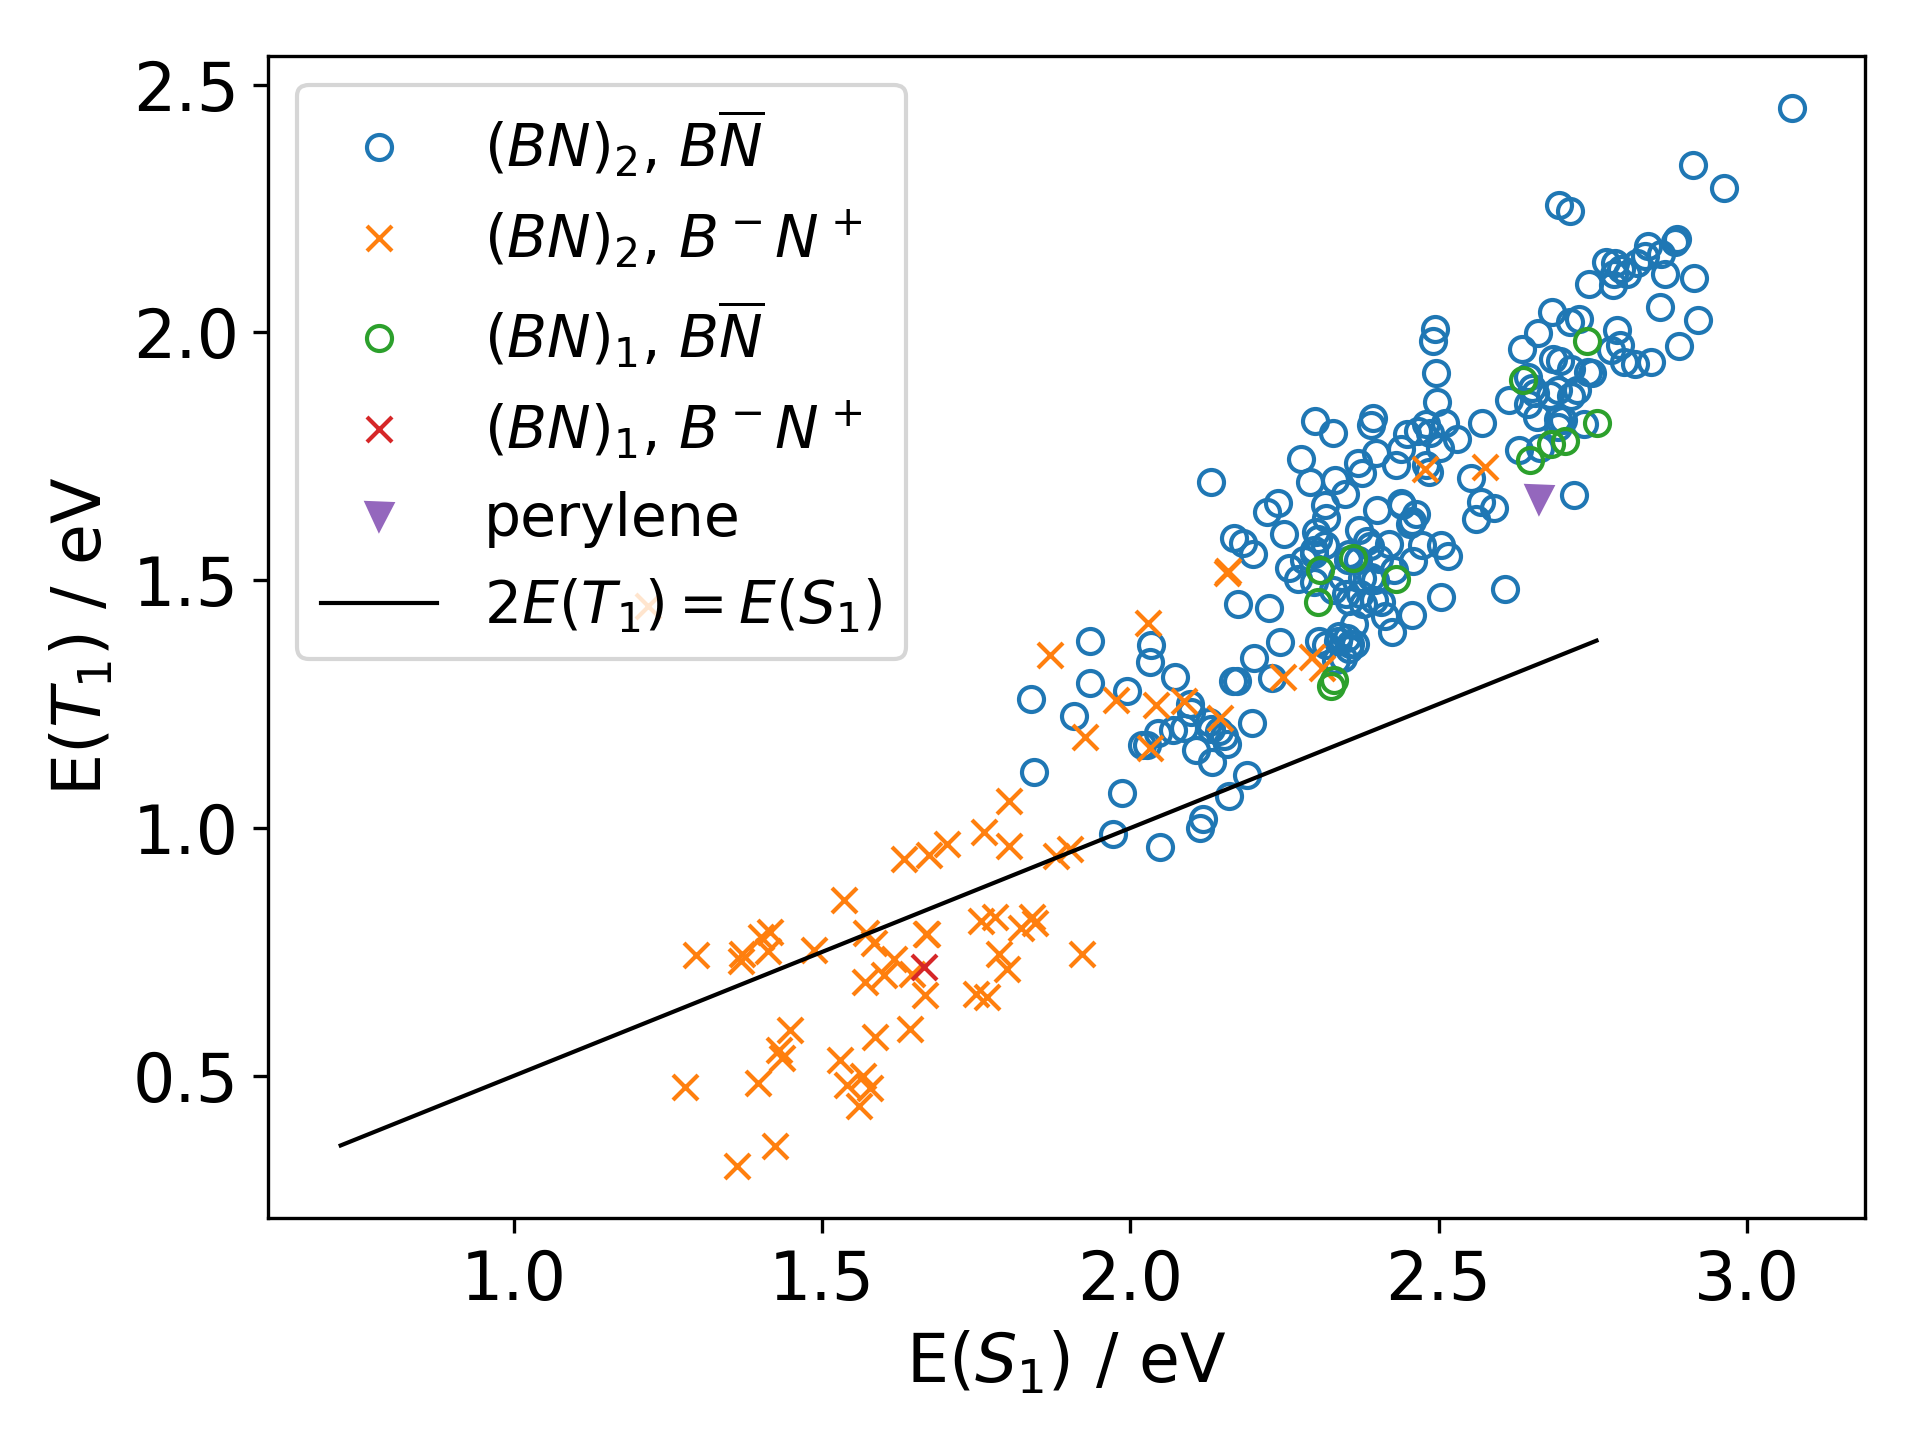 2.5
2.0
1.5
1.0
0.5
E(T₁) / eV
(BN)₂, BN̅
(BN)₂, B⁻N⁺
(BN)₁, BN̅
(BN)₁, B⁻N⁺
perylene
2E(T₁) = E(S₁)
1.0 1.5 2.0 2.5 3.0
E(S₁) / eV